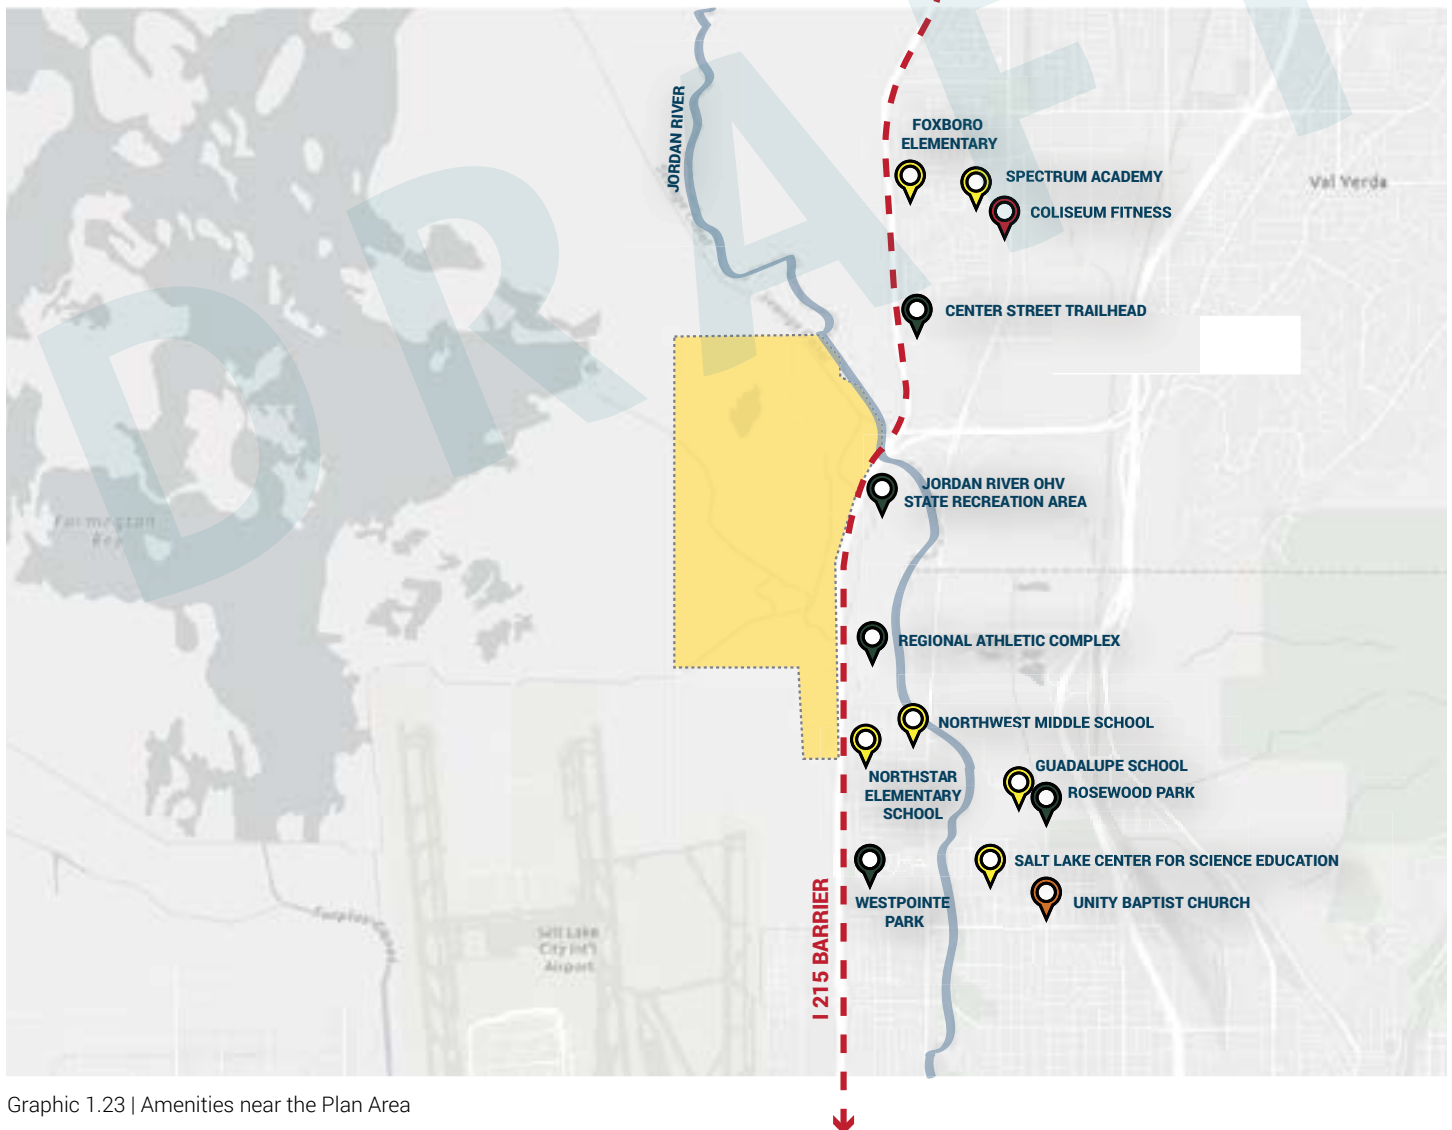 DRAFT
JORDAN RIVER
FOXBORO
ELEMENTARY
SPECTRUM ACADEMY
COLISEUM FITNESS
Val Verda
CENTER STREET TRAILHEAD
JORDAN RIVER OHV
STATE RECREATION AREA
Farmington
Bay
REGIONAL ATHLETIC COMPLEX
NORTHWEST MIDDLE SCHOOL
NORTHSTAR
ELEMENTARY
SCHOOL
GUADALUPE SCHOOL
ROSEWOOD PARK
SALT LAKE CENTER FOR SCIENCE EDUCATION
WESTPOINTE
PARK
UNITY BAPTIST CHURCH
I 215 BARRIER
Salt Lake
City Int'l
Airport
Graphic 1.23 | Amenities near the Plan Area